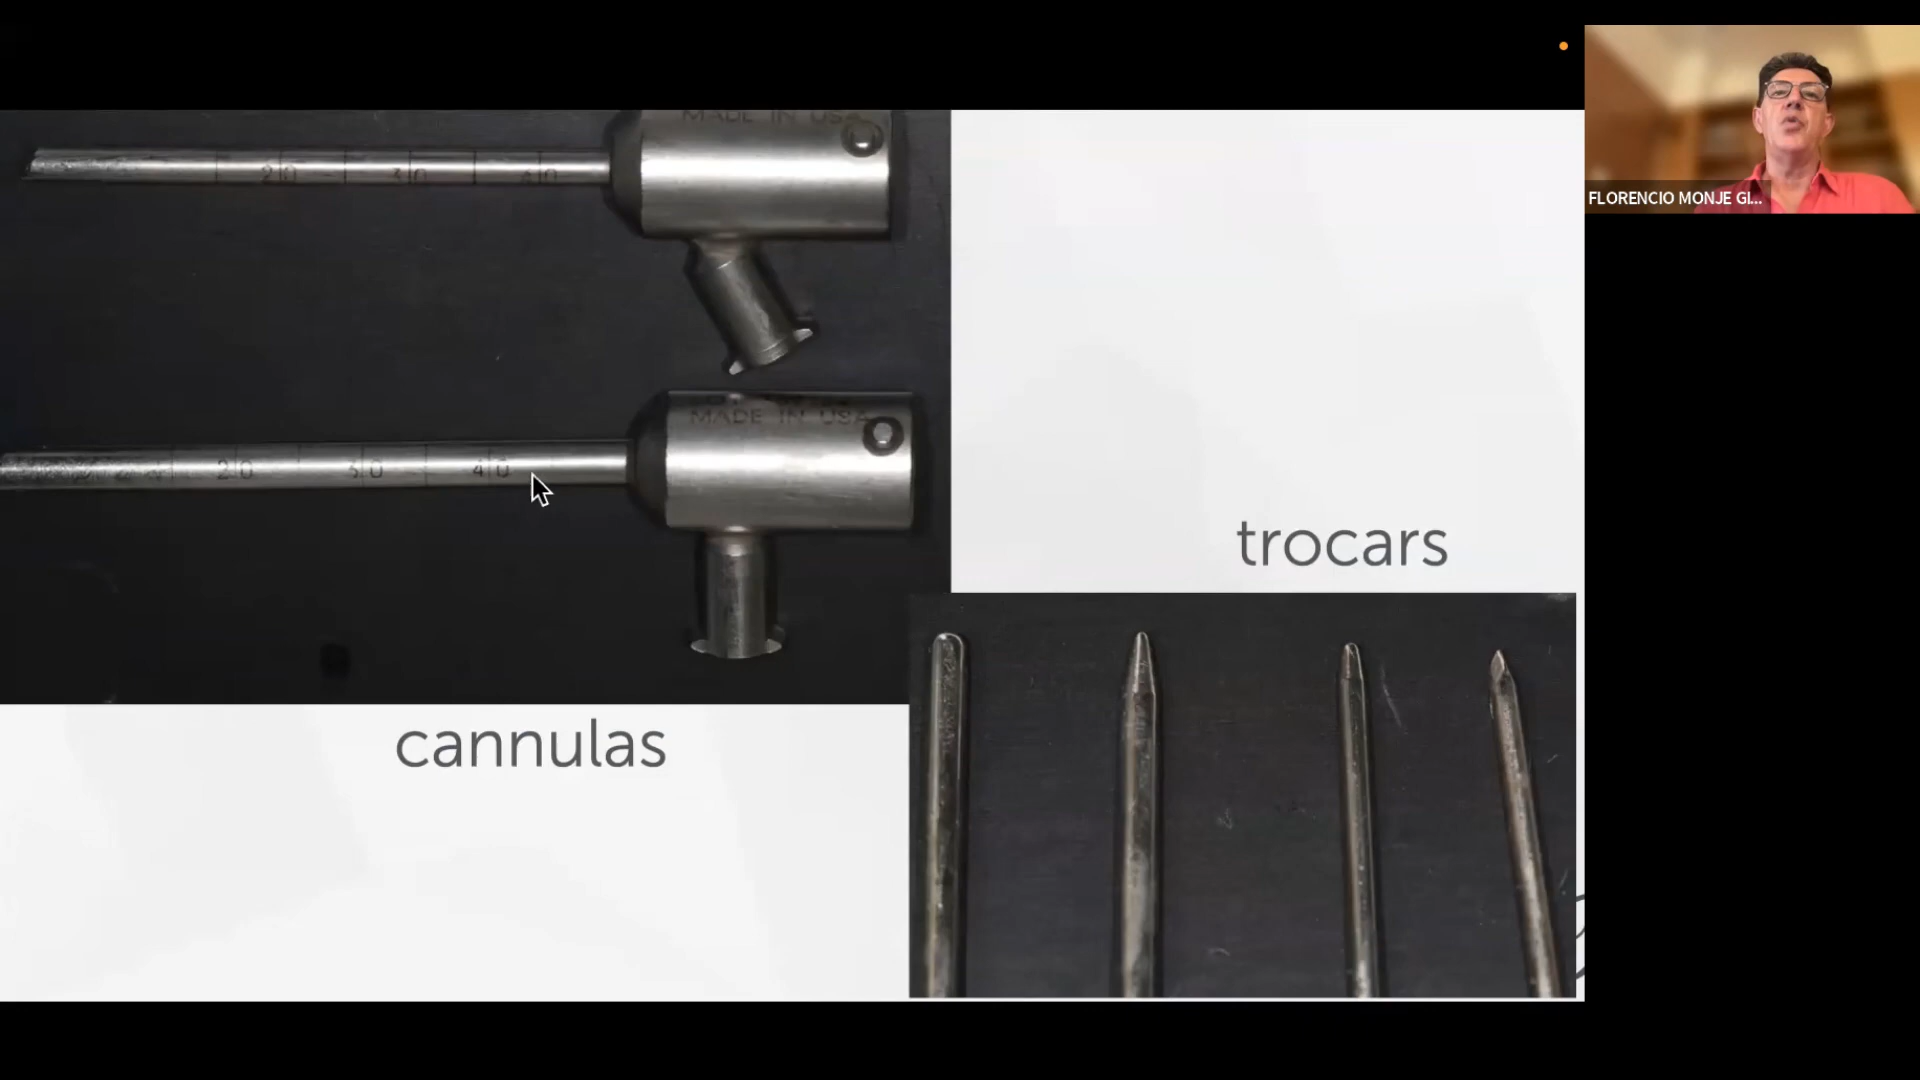 MADE IN USA
20 30 40
FLORENCIO MONJE GI...
MADE IN USA
20 30 40
trocars
cannulas